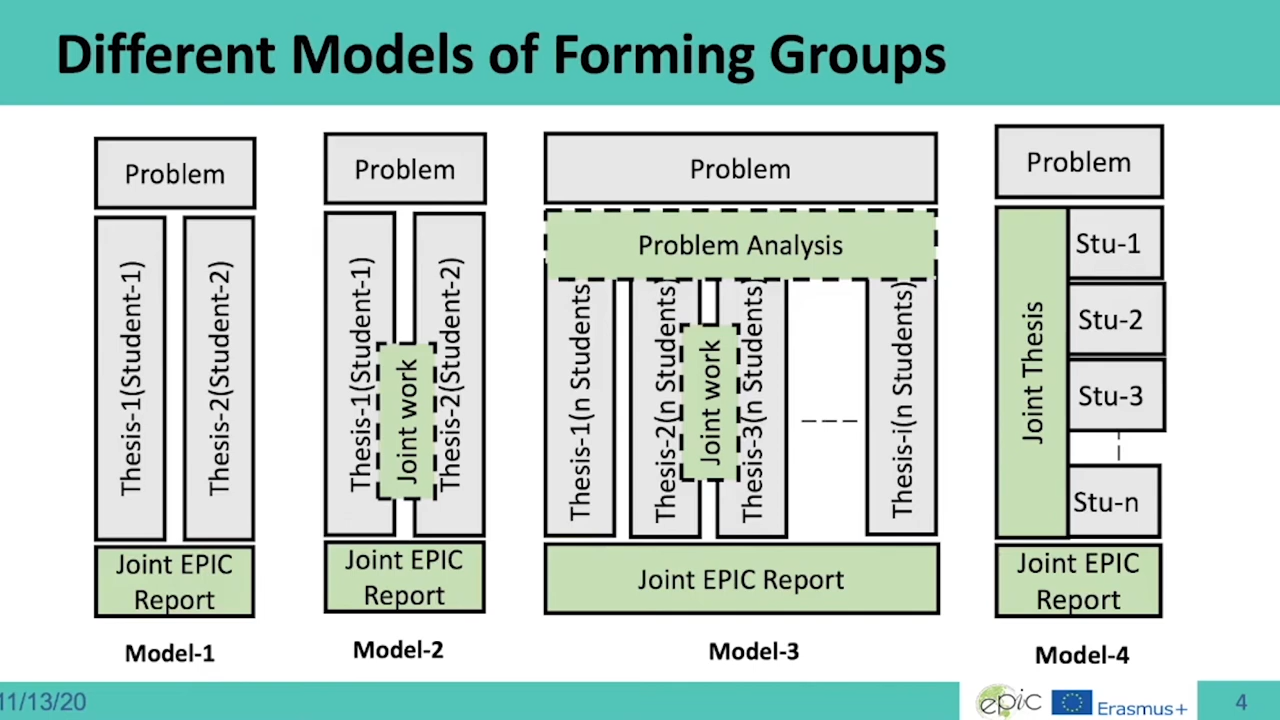 Different Models of Forming Groups
Problem
Thesis-1(Student-1)
Thesis-2(Student-2)
Joint EPIC
Report
Model-1
Problem
Thesis-1(Student-1)
Joint work
Thesis-2(Student-2)
Joint EPIC
Report
Model-2
Problem
Problem Analysis
Thesis-1(n Students
Thesis-2(n Students)
Joint work
Thesis-3(n Students)
Thesis-i(n Students)
Joint EPIC Report
Model-3
Problem
Joint Thesis
Stu-1
Stu-2
Stu-3
Stu-n
Joint EPIC
Report
Model-4
11/13/20
epic
Erasmus+
4